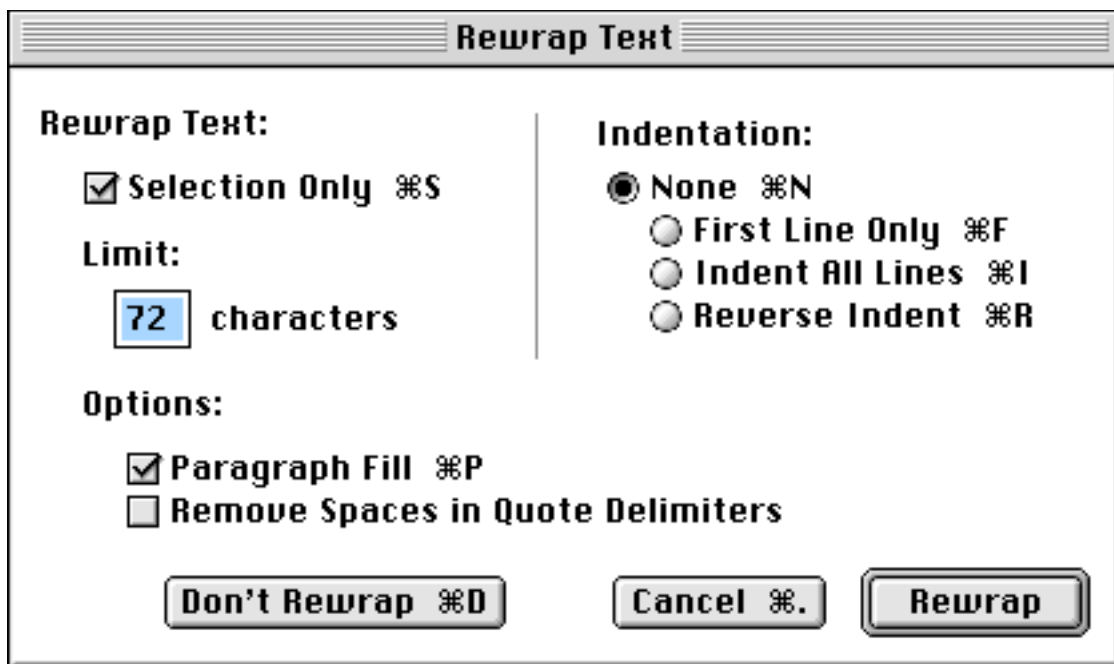 Rewrap Text
Rewrap Text:
Selection Only ⌘S
Limit:
72 characters
Indentation:
None ⌘N
First Line Only ⌘F
Indent All Lines ⌘I
Reverse Indent ⌘R
Options:
Paragraph Fill ⌘P
Remove Spaces in Quote Delimiters
Don't Rewrap ⌘D
Cancel ⌘.
Rewrap